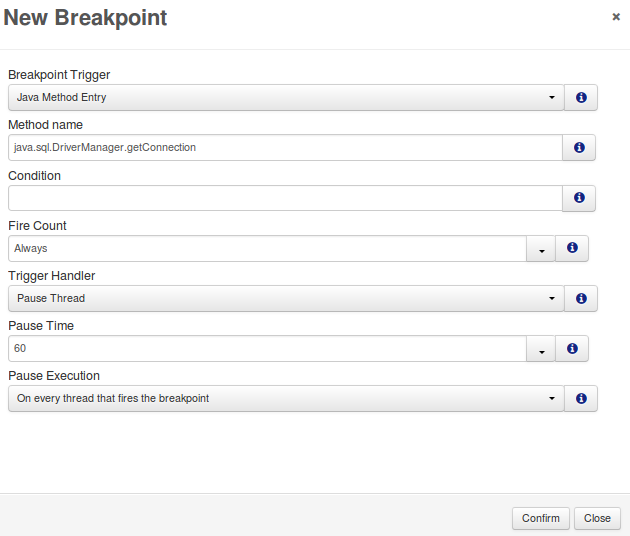 New Breakpoint
×
Breakpoint Trigger
Java Method Entry
Method name
java.sql.DriverManager.getConnection
Condition
Fire Count
Always
Trigger Handler
Pause Thread
Pause Time
60
Pause Execution
On every thread that fires the breakpoint
Confirm Close